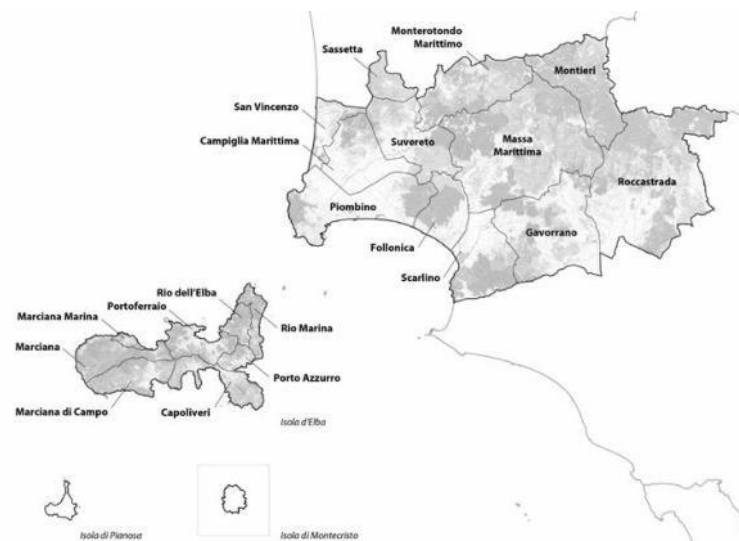 Monterotondo
Marittimo
Sassetta
Montieri
San Vincenzo
Campiglia Marittima
Suvereto
Massa
Marittima
Roccastrada
Piombino
Gavorrano
Follonica
Scarlino
Rio dell'Elba
Portoferraio
Marciana Marina
Rio Marina
Marciana
Porto Azzurro
Marciana di Campo
Capoliveri
Isola d'Elba
Isola di Pianosa
Isola di Montecristo